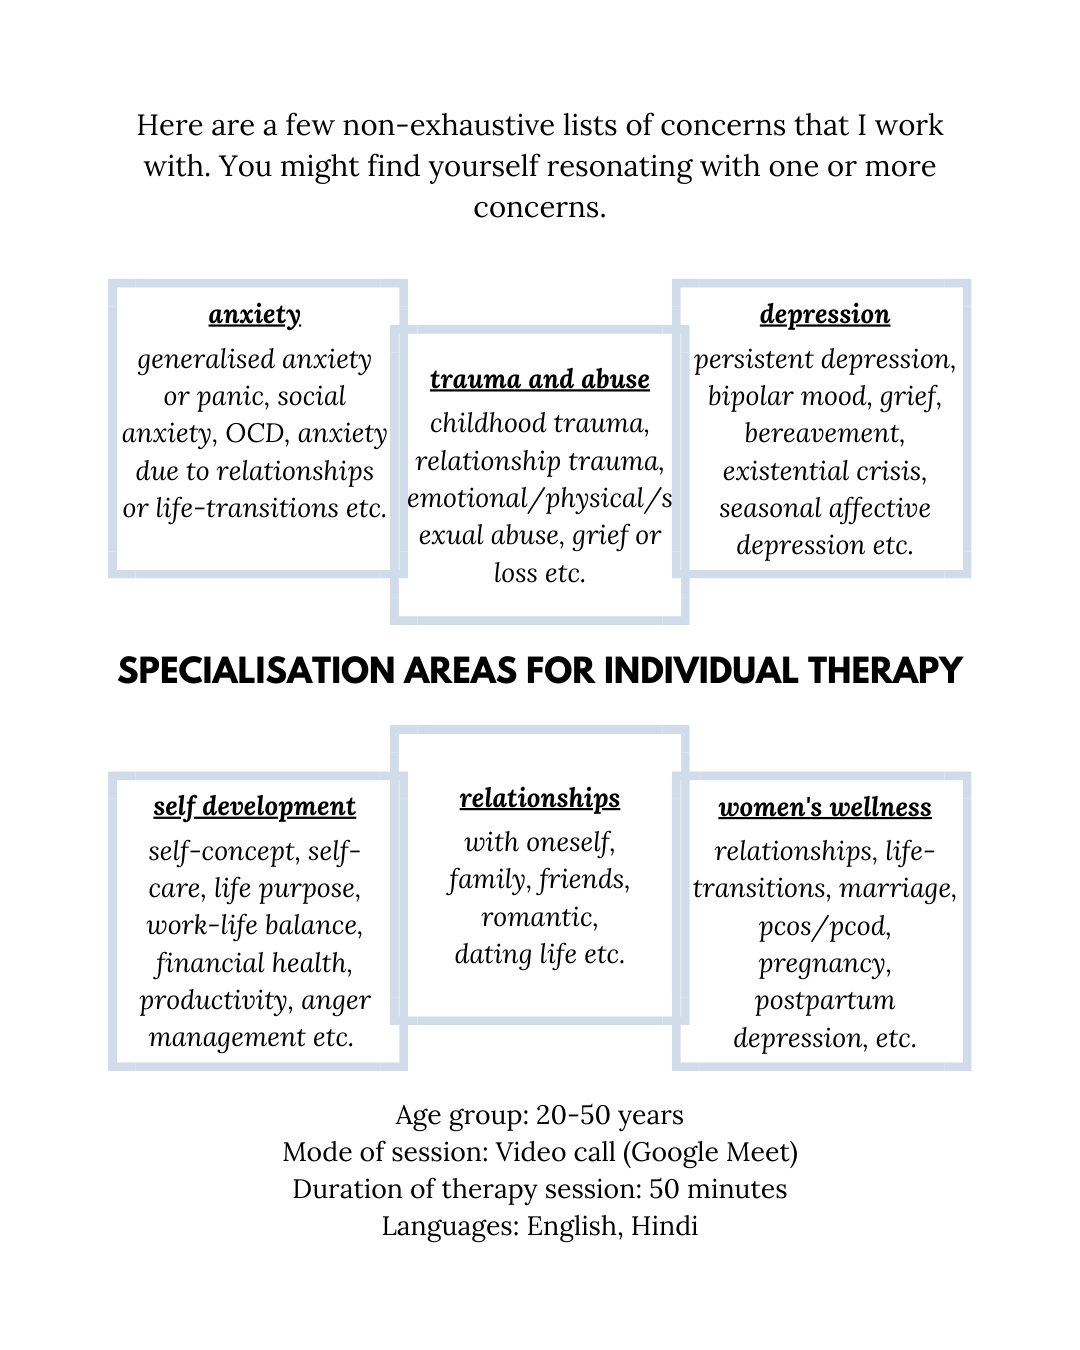 Here are a few non-exhaustive lists of concerns that I work
with. You might find yourself resonating with one or more
concerns.
anxiety
generalised anxiety
or panic, social
anxiety, OCD, anxiety
due to relationships
or life-transitions etc.
trauma and abuse
childhood trauma,
relationship trauma,
emotional/physical/s
exual abuse, grief or
loss etc.
depression
persistent depression,
bipolar mood, grief,
bereavement,
existential crisis,
seasonal affective
depression etc.
SPECIALISATION AREAS FOR INDIVIDUAL THERAPY
self development
self-concept, self-
care, life purpose,
work-life balance,
financial health,
productivity, anger
management etc.
relationships
with oneself,
family, friends,
romantic,
dating life etc.
women's wellness
relationships, life-
transitions, marriage,
pcos/pcod,
pregnancy,
postpartum
depression, etc.
Age group: 20-50 years
Mode of session: Video call (Google Meet)
Duration of therapy session: 50 minutes
Languages: English, Hindi